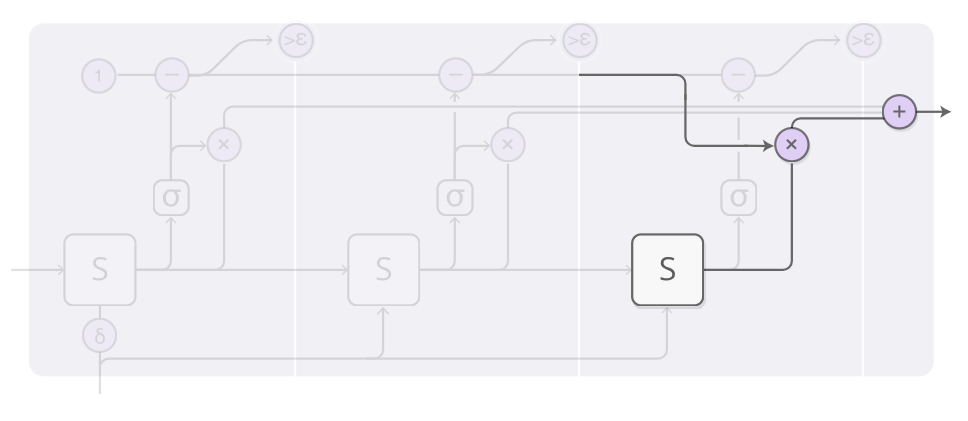 >ε >ε >ε
1 − − −
+
× × ×
σ σ σ
S S S
δ